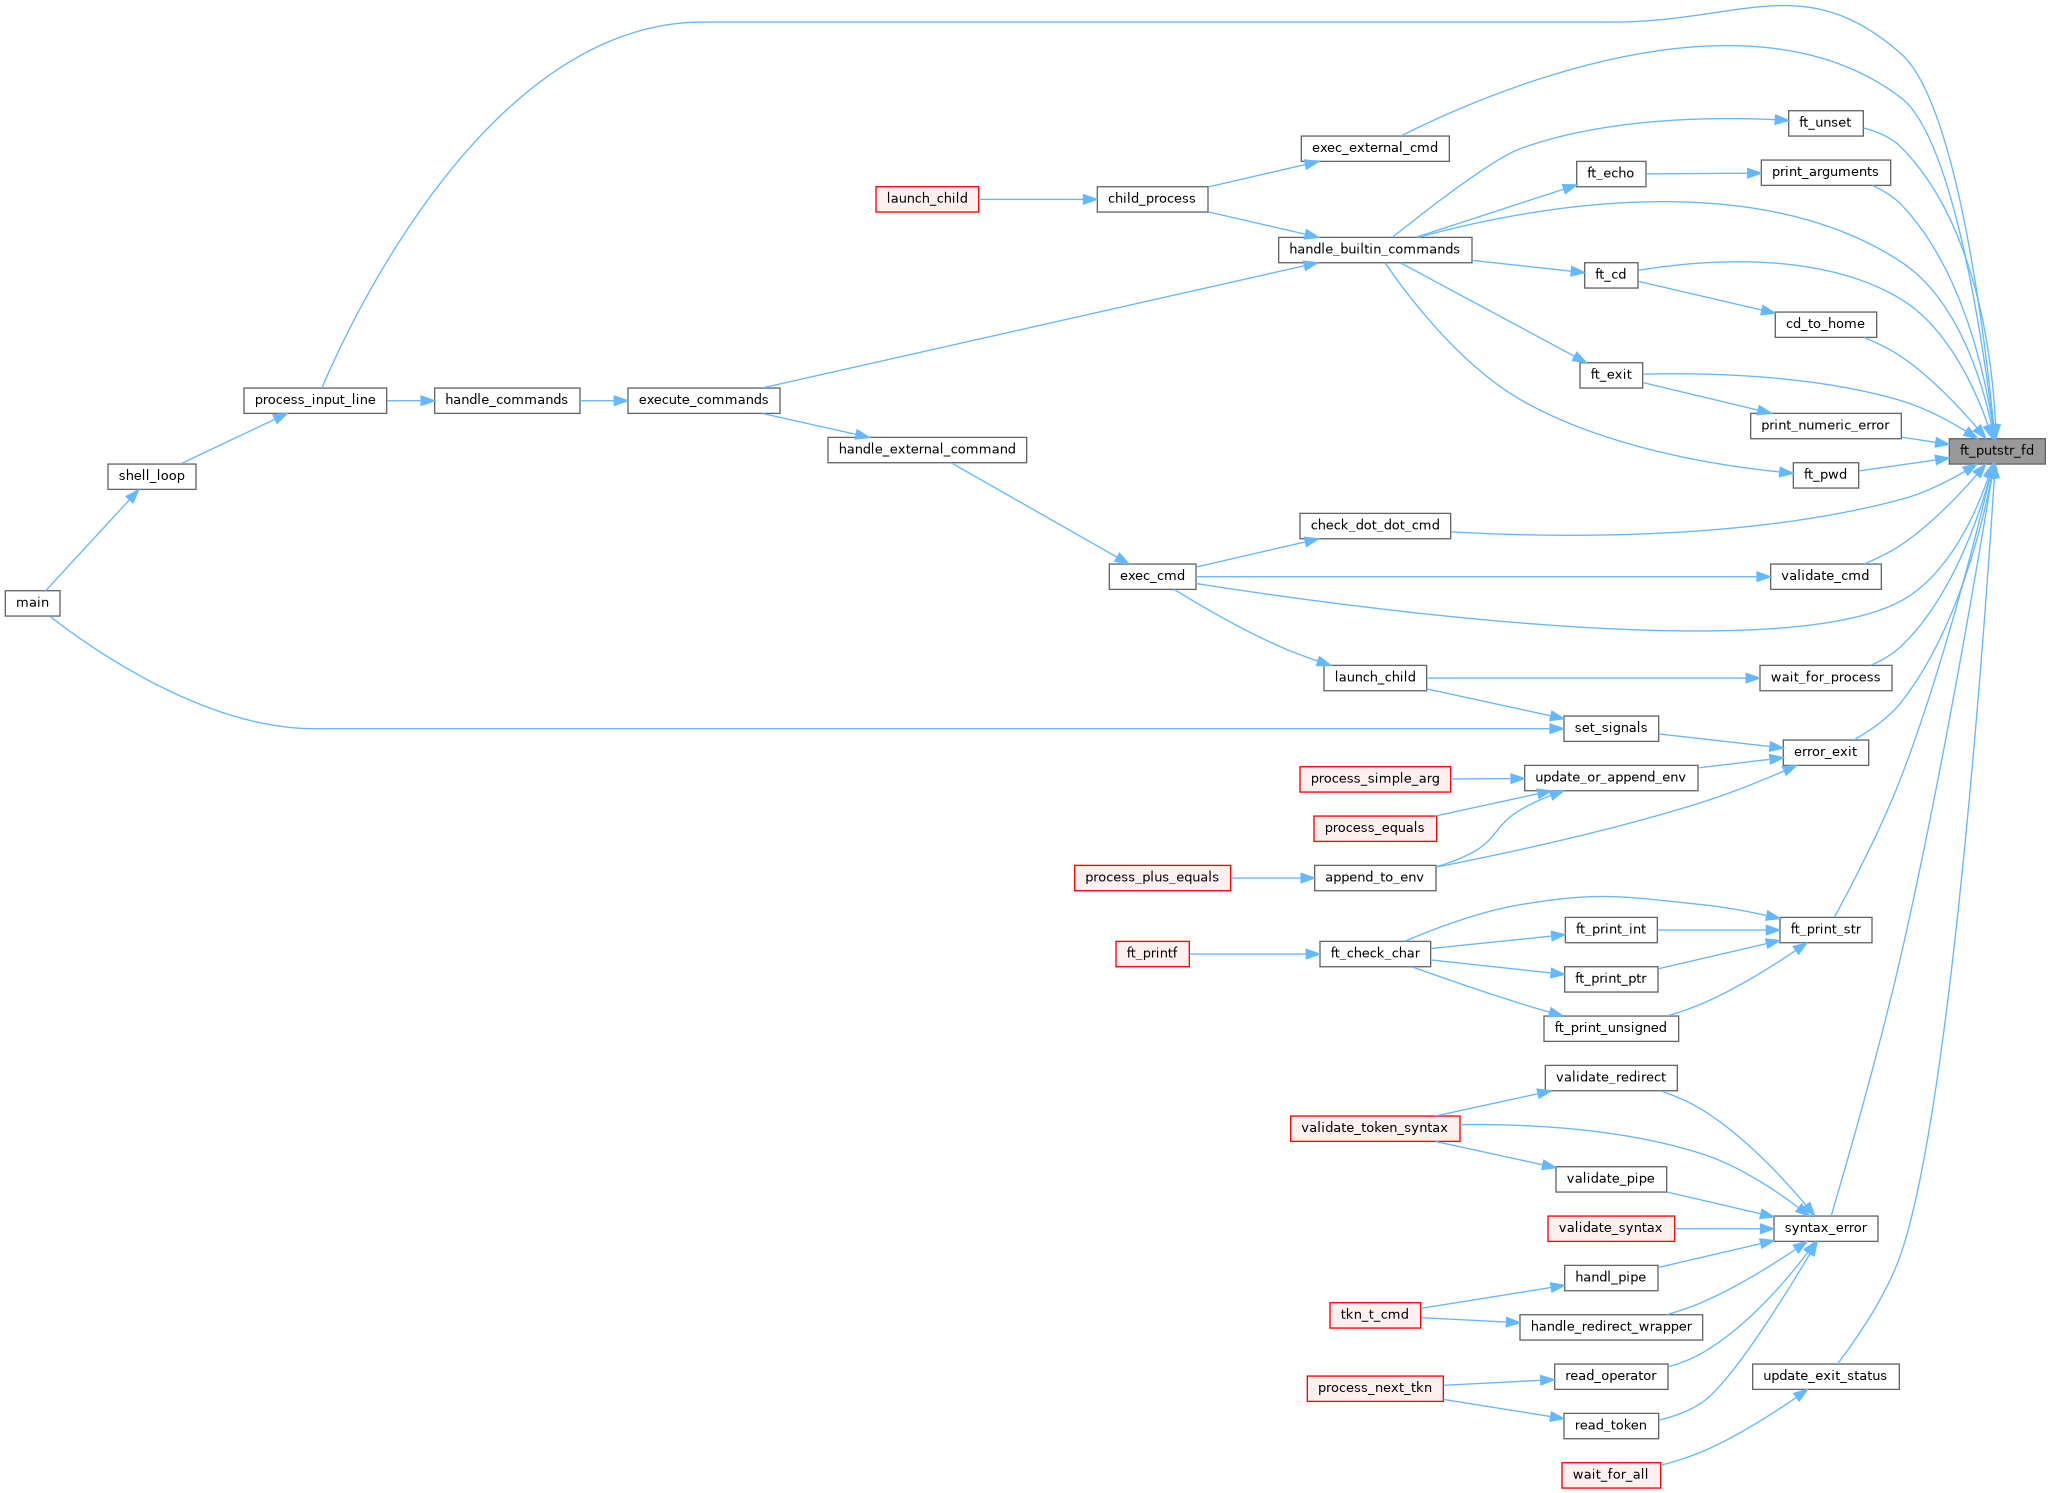 ft_unset
exec_external_cmd
print_arguments
ft_echo
launch_child
child_process
handle_builtin_commands
ft_cd
cd_to_home
ft_exit
process_input_line
handle_commands
execute_commands
print_numeric_error
handle_external_command
ft_putstr_fd
shell_loop
ft_pwd
check_dot_dot_cmd
exec_cmd
validate_cmd
main
launch_child
wait_for_process
set_signals
error_exit
process_simple_arg
update_or_append_env
process_equals
process_plus_equals
append_to_env
ft_print_int
ft_print_str
ft_printf
ft_check_char
ft_print_ptr
ft_print_unsigned
validate_redirect
validate_token_syntax
validate_pipe
validate_syntax
syntax_error
handl_pipe
tkn_t_cmd
handle_redirect_wrapper
read_operator
update_exit_status
process_next_tkn
read_token
wait_for_all